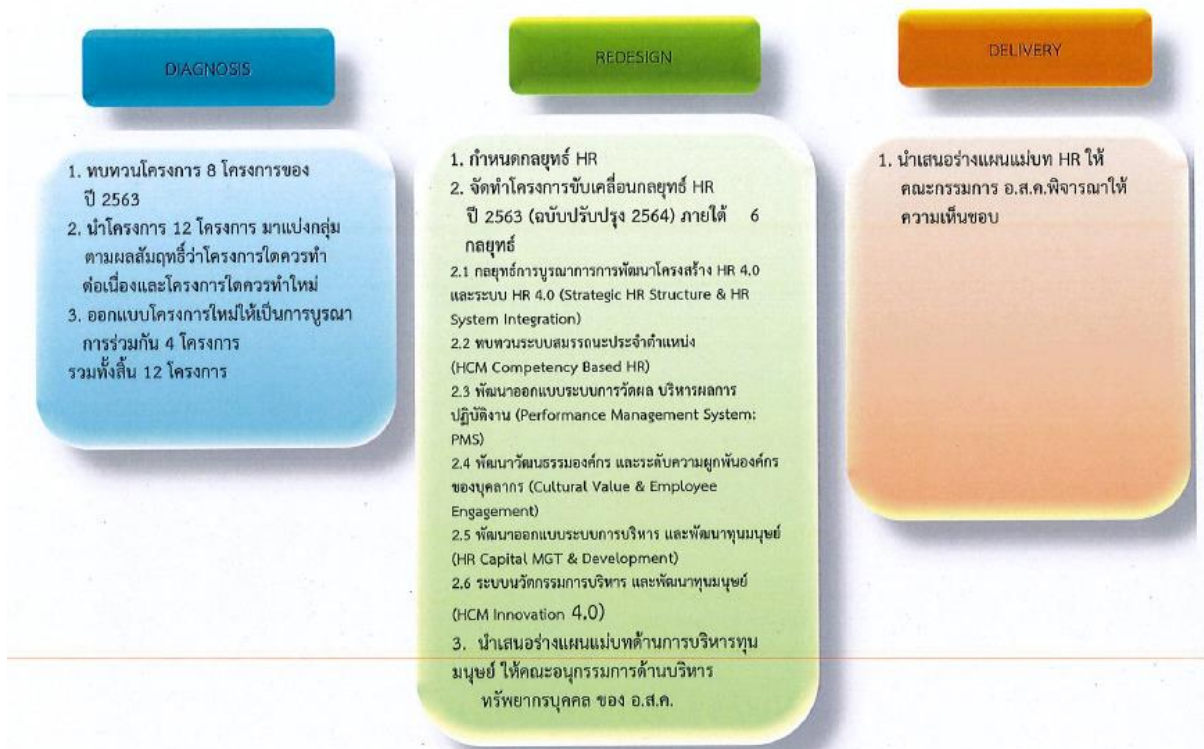 DIAGNOSIS
1. ทบทวนโครงการ 8 โครงการของ
ปี 2563
2. นำโครงการ 12 โครงการ มาแบ่งกลุ่ม
ตามผลสัมฤทธิ์ว่าโครงการใดควรทำ
ต่อเนื่องและโครงการใดควรทำใหม่
3. ออกแบบโครงการใหม่ให้เป็นการบูรณา
การร่วมกัน 4 โครงการ
รวมทั้งสิ้น 12 โครงการ
REDESIGN
1. กำหนดกลยุทธ์ HR
2. จัดทำโครงการขับเคลื่อนกลยุทธ์ HR
ปี 2563 (ฉบับปรับปรุง 2564) ภายใต้ 6
กลยุทธ์
2.1 กลยุทธ์การบูรณาการการพัฒนาโครงสร้าง HR 4.0
และระบบ HR 4.0 (Strategic HR Structure & HR
System Integration)
2.2 ทบทวนระบบสมรรถนะประจำตำแหน่ง
(HCM Competency Based HR)
2.3 พัฒนาออกแบบระบบการวัดผล บริหารผลการ
ปฏิบัติงาน (Performance Management System:
PMS)
2.4 พัฒนาวัฒนธรรมองค์กร และระดับความผูกพันองค์กร
ของบุคลากร (Cultural Value & Employee
Engagement)
2.5 พัฒนาออกแบบระบบการบริหาร และพัฒนาทุนมนุษย์
(HR Capital MGT & Development)
2.6 ระบบนวัตกรรมการบริหาร และพัฒนาทุนมนุษย์
(HCM Innovation 4.0)
3. นำเสนอร่างแผนแม่บทด้านการบริหารทุน
มนุษย์ ให้คณะอนุกรรมการด้านบริหาร
ทรัพยากรบุคคล ของ อ.ส.ค.
DELIVERY
1. นำเสนอร่างแผนแม่บท HR ให้
คณะกรรมการ อ.ส.ค.พิจารณาให้
ความเห็นชอบ